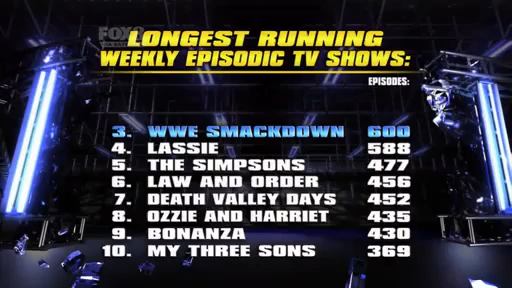 FOX8
LONGEST RUNNING
WEEKLY EPISODIC TV SHOWS:
EPISODES:
3. WWE SMACKDOWN 600
4. LASSIE 588
5. THE SIMPSONS 477
6. LAW AND ORDER 456
7. DEATH VALLEY DAYS 452
8. OZZIE AND HARRIET 435
9. BONANZA 430
10. MY THREE SONS 369